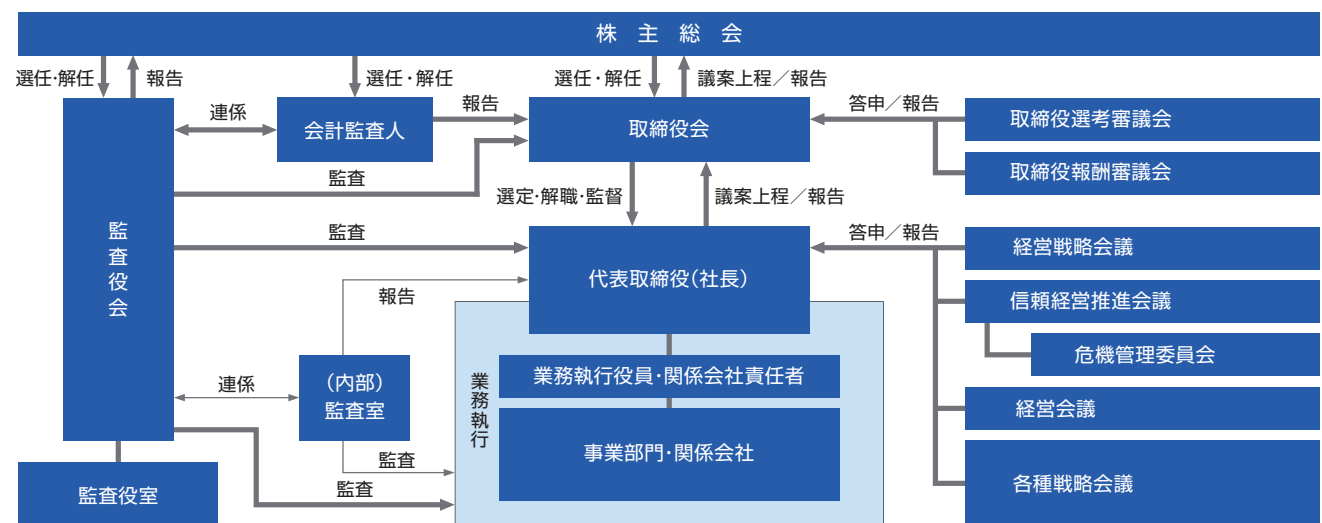 株主総会
選任・解任
報告
選任・解任
選任・解任
議案上程／報告
監査役会
連係
会計監査人
報告
取締役会
答申／報告
取締役選考審議会
取締役報酬審議会
監査
選定・解職・監督
議案上程／報告
監査
代表取締役（社長）
答申／報告
経営戦略会議
信頼経営推進会議
危機管理委員会
経営会議
各種戦略会議
報告
連係
（内部）
監査室
業務執行
業務執行役員・関係会社責任者
事業部門・関係会社
監査
監査
監査役室